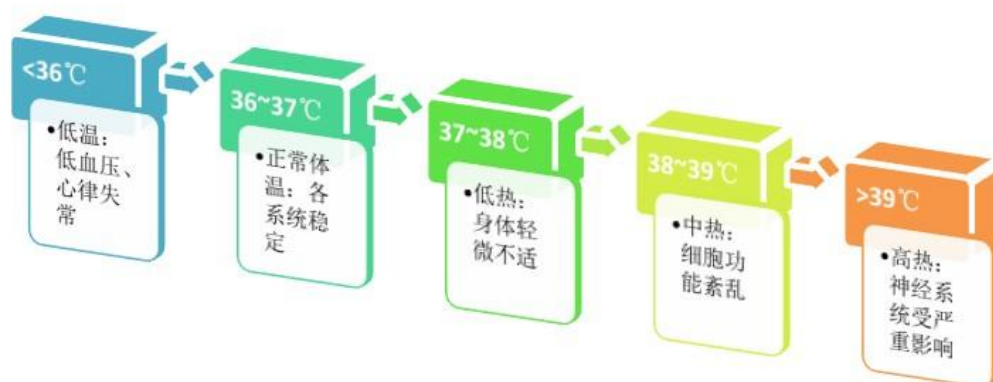 <36℃
•低温：
低血压、
心律失
常
36~37℃
•正常体
温：各
系统稳
定
37~38℃
•低热：
身体轻
微不适
38~39℃
•中热：
细胞功
能紊乱
>39℃
•高热：
神经系
统受严
重影响